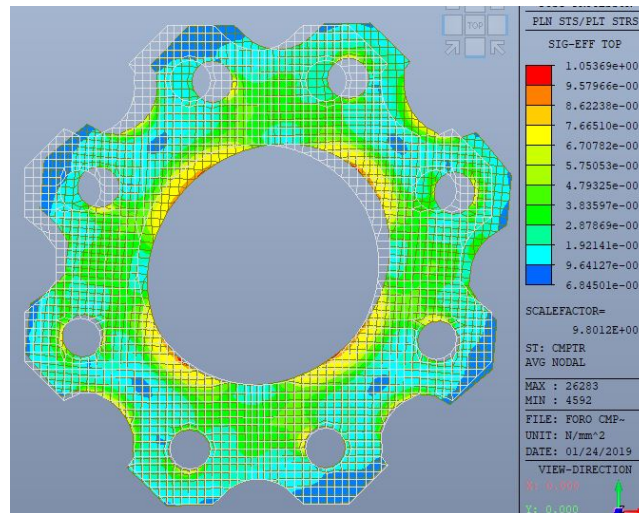 TOP
PLN STS/PLT STRS
SIG-EFF TOP
1.05369e+00
9.57966e-00
8.62238e-00
7.66510e-00
6.70782e-00
5.75053e-00
4.79325e-00
3.83597e-00
2.87869e-00
1.92141e-00
9.64127e-00
6.84501e-00
SCALEFACTOR=
9.8012E+00
ST: CMPTR
AVG NODAL
MAX : 26283
MIN : 4592
FILE: FORO CMP~
UNIT: N/mm^2
DATE: 01/24/2019
VIEW-DIRECTION
X: 0.000
Y: 0.000
Z